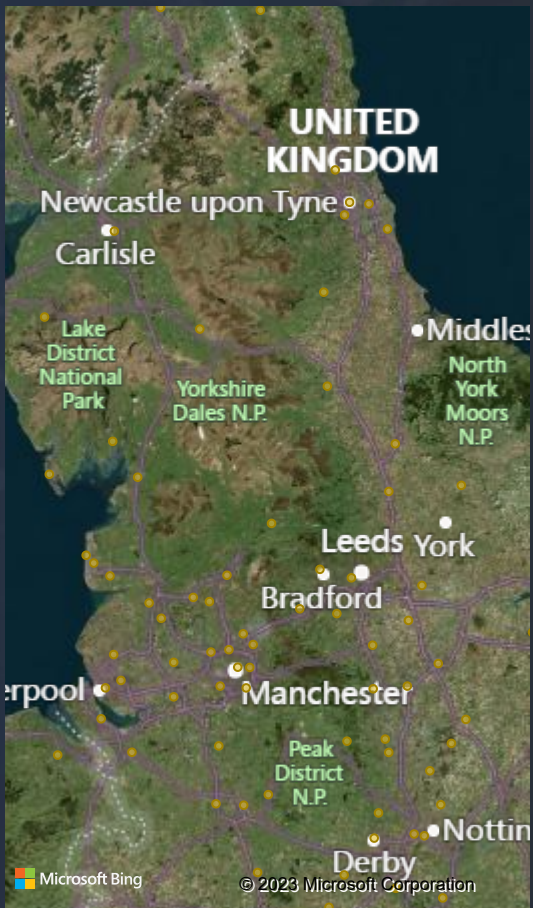 UNITED
KINGDOM
Newcastle upon Tyne
Carlisle
Lake
District
National
Park
Middles
North
York
Moors
N.P.
Yorkshire
Dales N.P.
Leeds
York
Bradford
erpool
Manchester
Peak
District
N.P.
Nottin
Derby
Microsoft Bing
© 2023 Microsoft Corporation